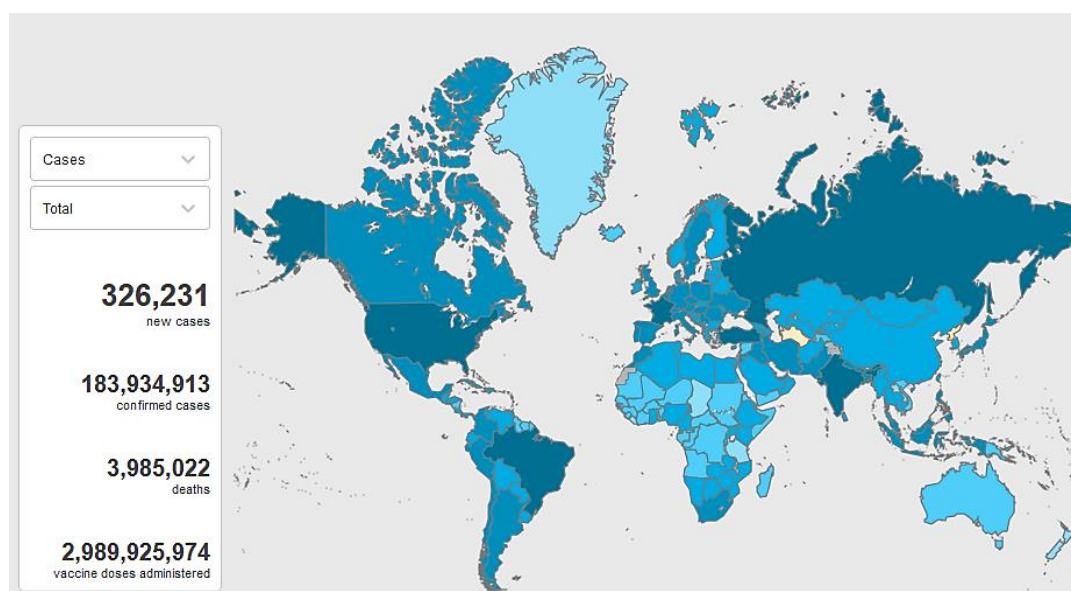 Cases
Total
326,231
new cases
183,934,913
confirmed cases
3,985,022
deaths
2,989,925,974
vaccine doses administered